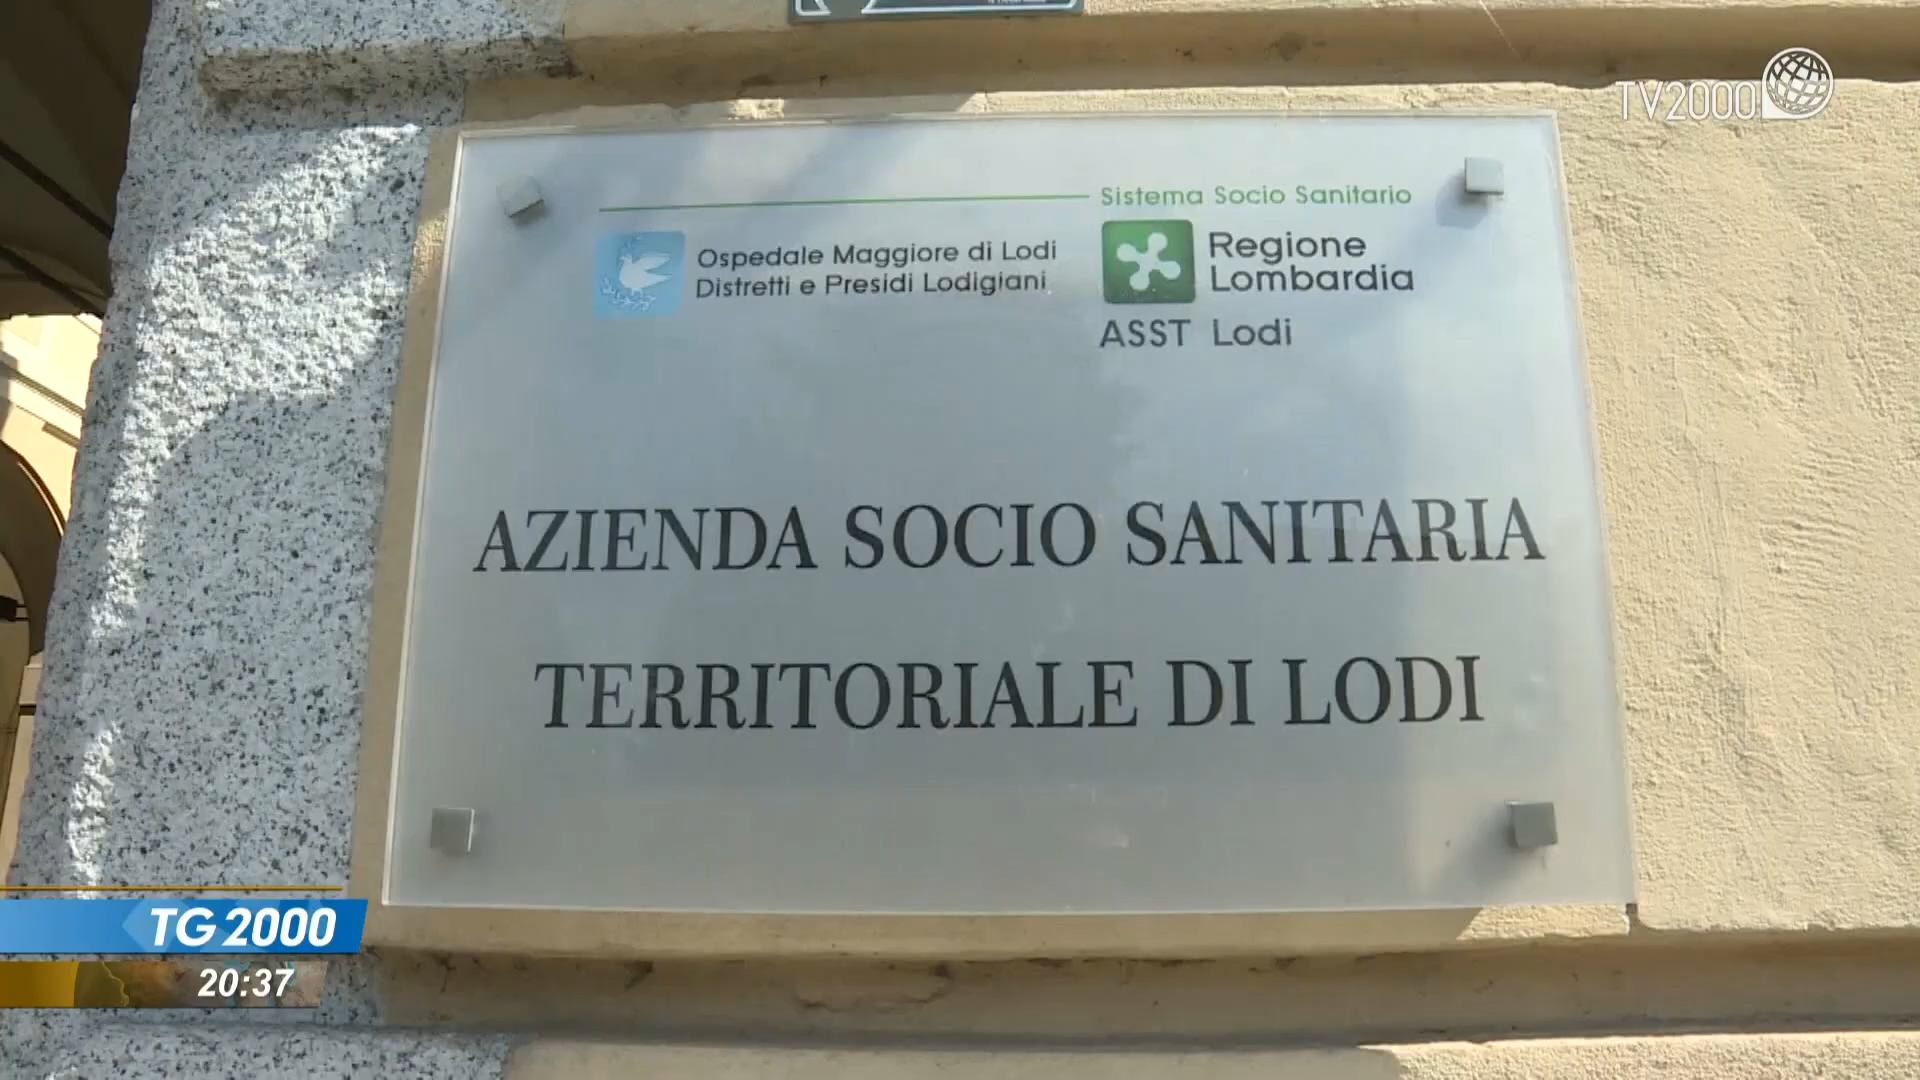 TV2000
Sistema Socio Sanitario
Ospedale Maggiore di Lodi
Distretti e Presidi Lodigiani
Regione
Lombardia
ASST Lodi
AZIENDA SOCIO SANITARIA
TERRITORIALE DI LODI
TG 2000
20:37